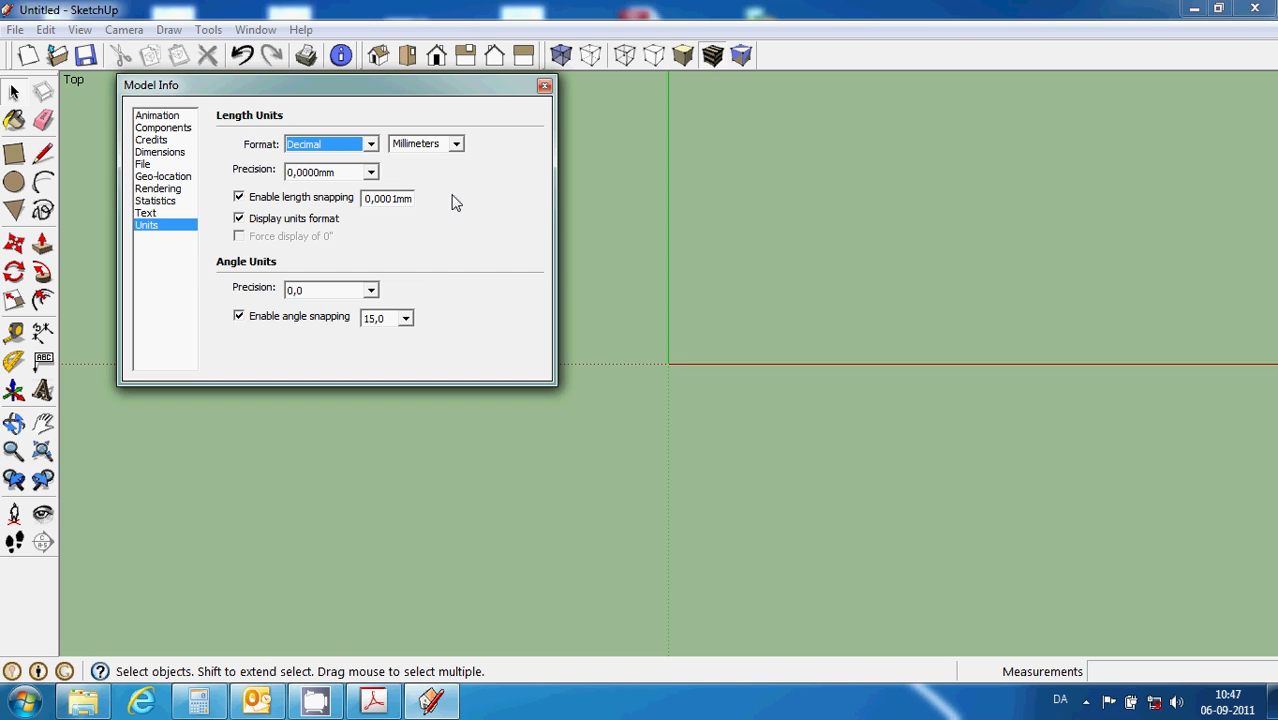 Untitled - SketchUp
File Edit View Camera Draw Tools Window Help
Top
Model Info
Animation
Components
Credits
Dimensions
File
Geo-location
Rendering
Statistics
Text
Units
Length Units
Format: Decimal Millimeters
Precision: 0,0000mm
Enable length snapping 0,0001mm
Display units format
Force display of 0"
Angle Units
Precision: 0,0
Enable angle snapping 15,0
ABC
Select objects. Shift to extend select. Drag mouse to select multiple.
Measurements
DA
10:47
06-09-2011